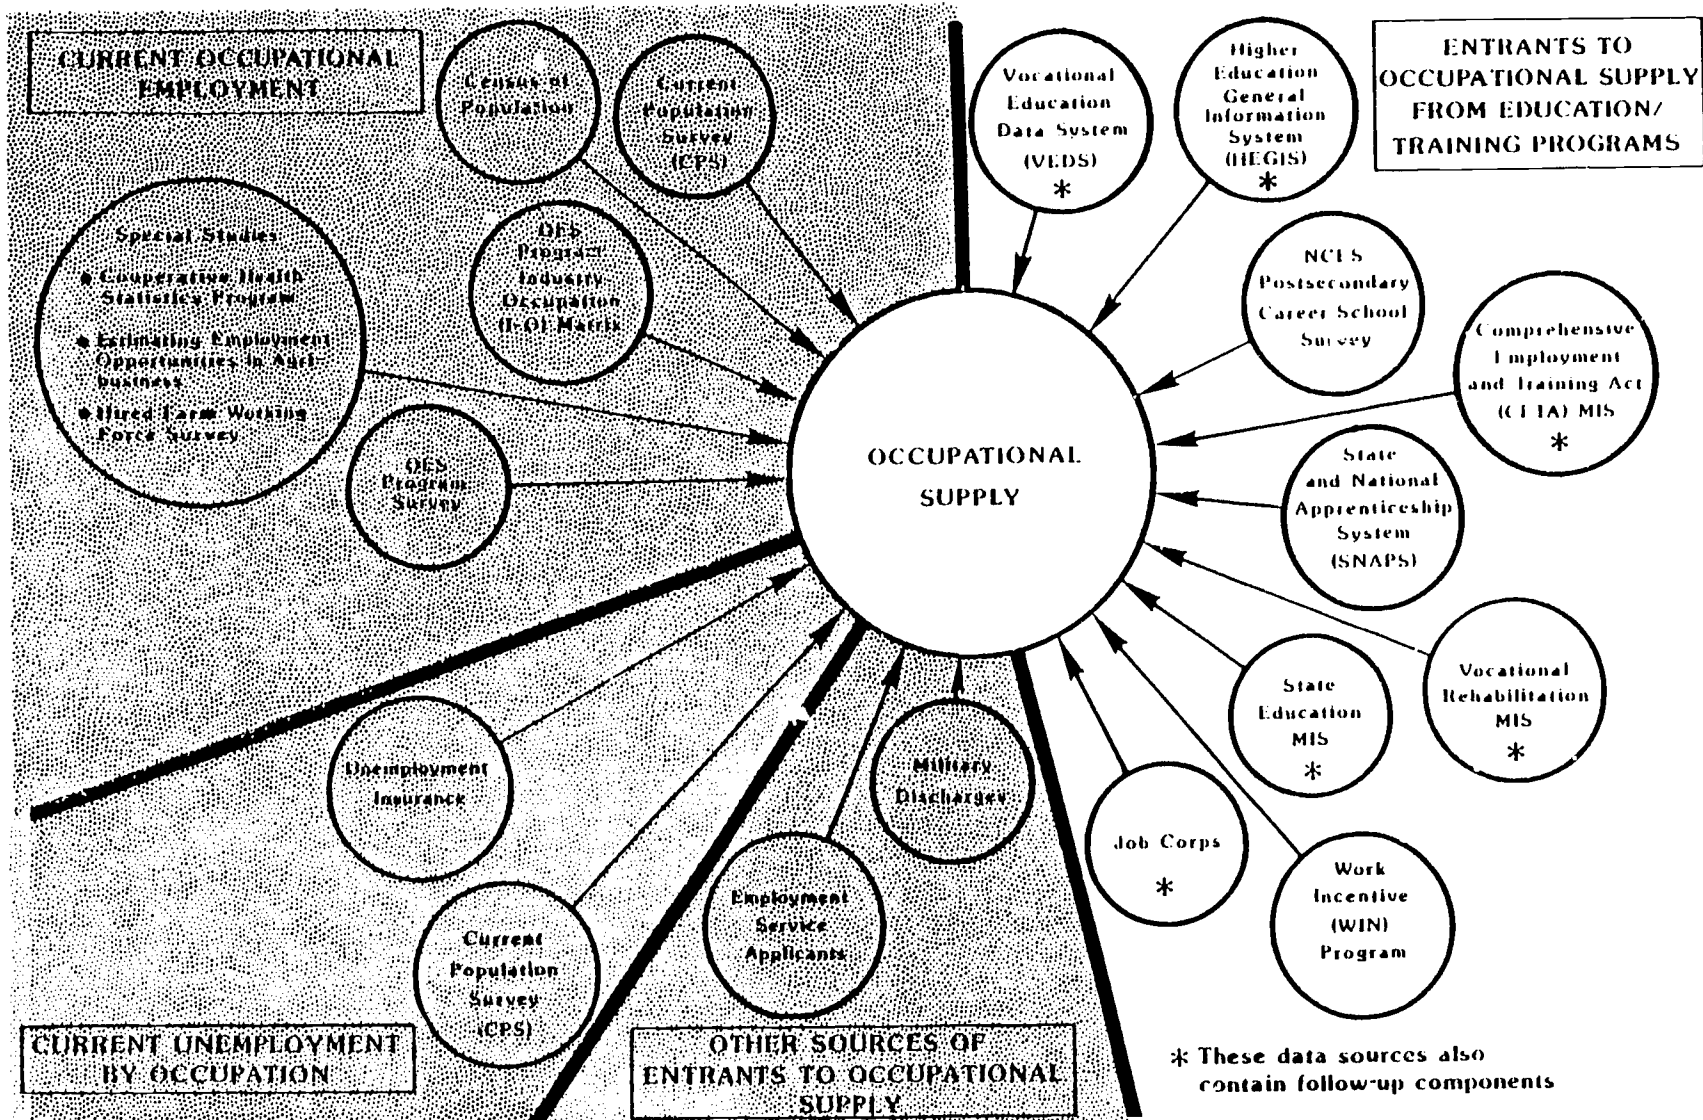 CURRENT OCCUPATIONAL
EMPLOYMENT
Census of
Population
Current
Population
Survey
(CPS)
Special Studies
Cooperative Health
Statistics Program
Estimating Employment
Opportunities in Agri-
business
Hired Farm Working
Force Survey
OES
Program
Industry
Occupation
(I-O) Matrix
OES
Program
Survey
Vocational
Education
Data System
(VEDS)
*
Higher
Education
General
Information
System
(HEGIS)
*
ENTRANTS TO
OCCUPATIONAL SUPPLY
FROM EDUCATION/
TRAINING PROGRAMS
NCES
Postsecondary
Career School
Survey
Comprehensive
Employment
and Training Act
(CETA) MIS
*
OCCUPATIONAL
SUPPLY
State
and National
Apprenticeship
System
(SNAPS)
Vocational
Rehabilitation
MIS
*
State
Education
MIS
*
Job Corps
*
Work
Incentive
(WIN)
Program
Unemployment
Insurance
Current
Population
Survey
(CPS)
Military
Discharges
Employment
Service
Applicants
CURRENT UNEMPLOYMENT
BY OCCUPATION
OTHER SOURCES OF
ENTRANTS TO OCCUPATIONAL
SUPPLY
* These data sources also
contain follow-up components